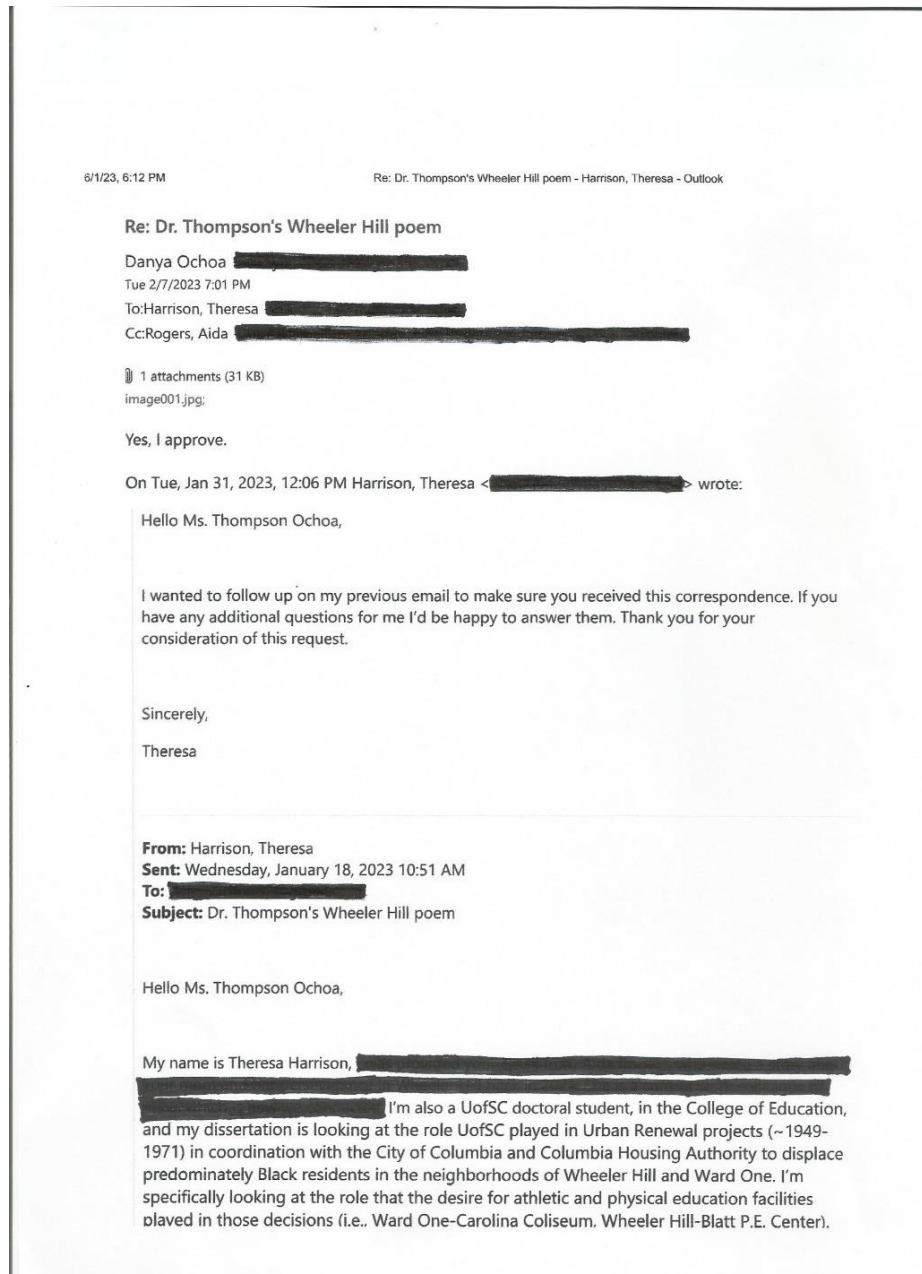 6/1/23, 6:12 PM
Re: Dr. Thompson's Wheeler Hill poem - Harrison, Theresa - Outlook
Re: Dr. Thompson's Wheeler Hill poem
Danya Ochoa
Tue 2/7/2023 7:01 PM
To:Harrison, Theresa
Cc:Rogers, Aida
1 attachments (31 KB)
image001.jpg;
Yes, I approve.
On Tue, Jan 31, 2023, 12:06 PM Harrison, Theresa < > wrote:
Hello Ms. Thompson Ochoa,
I wanted to follow up on my previous email to make sure you received this correspondence. If you
have any additional questions for me I'd be happy to answer them. Thank you for your
consideration of this request.
Sincerely,
Theresa
From: Harrison, Theresa
Sent: Wednesday, January 18, 2023 10:51 AM
To:
Subject: Dr. Thompson's Wheeler Hill poem
Hello Ms. Thompson Ochoa,
My name is Theresa Harrison,
I'm also a UofSC doctoral student, in the College of Education,
and my dissertation is looking at the role UofSC played in Urban Renewal projects (~1949-
1971) in coordination with the City of Columbia and Columbia Housing Authority to displace
predominately Black residents in the neighborhoods of Wheeler Hill and Ward One. I'm
specifically looking at the role that the desire for athletic and physical education facilities
played in those decisions (i.e., Ward One-Carolina Coliseum, Wheeler Hill-Blatt P.E. Center).